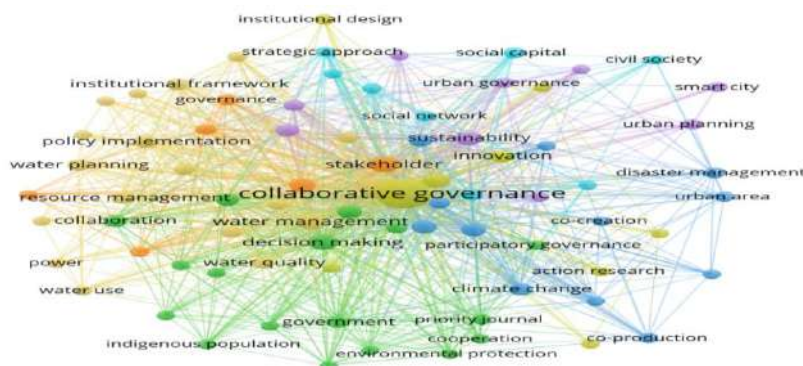 institutional design
strategic approach
social capital
civil society
institutional framework
urban governance
smart city
governance
social network
urban planning
policy implementation
sustainability
water planning
stakeholder
innovation
disaster management
resource management
collaborative governance
urban area
collaboration
water management
co-creation
decision making
participatory governance
power
water quality
action research
water use
climate change
government
priority journal
indigenous population
cooperation
co-production
environmental protection